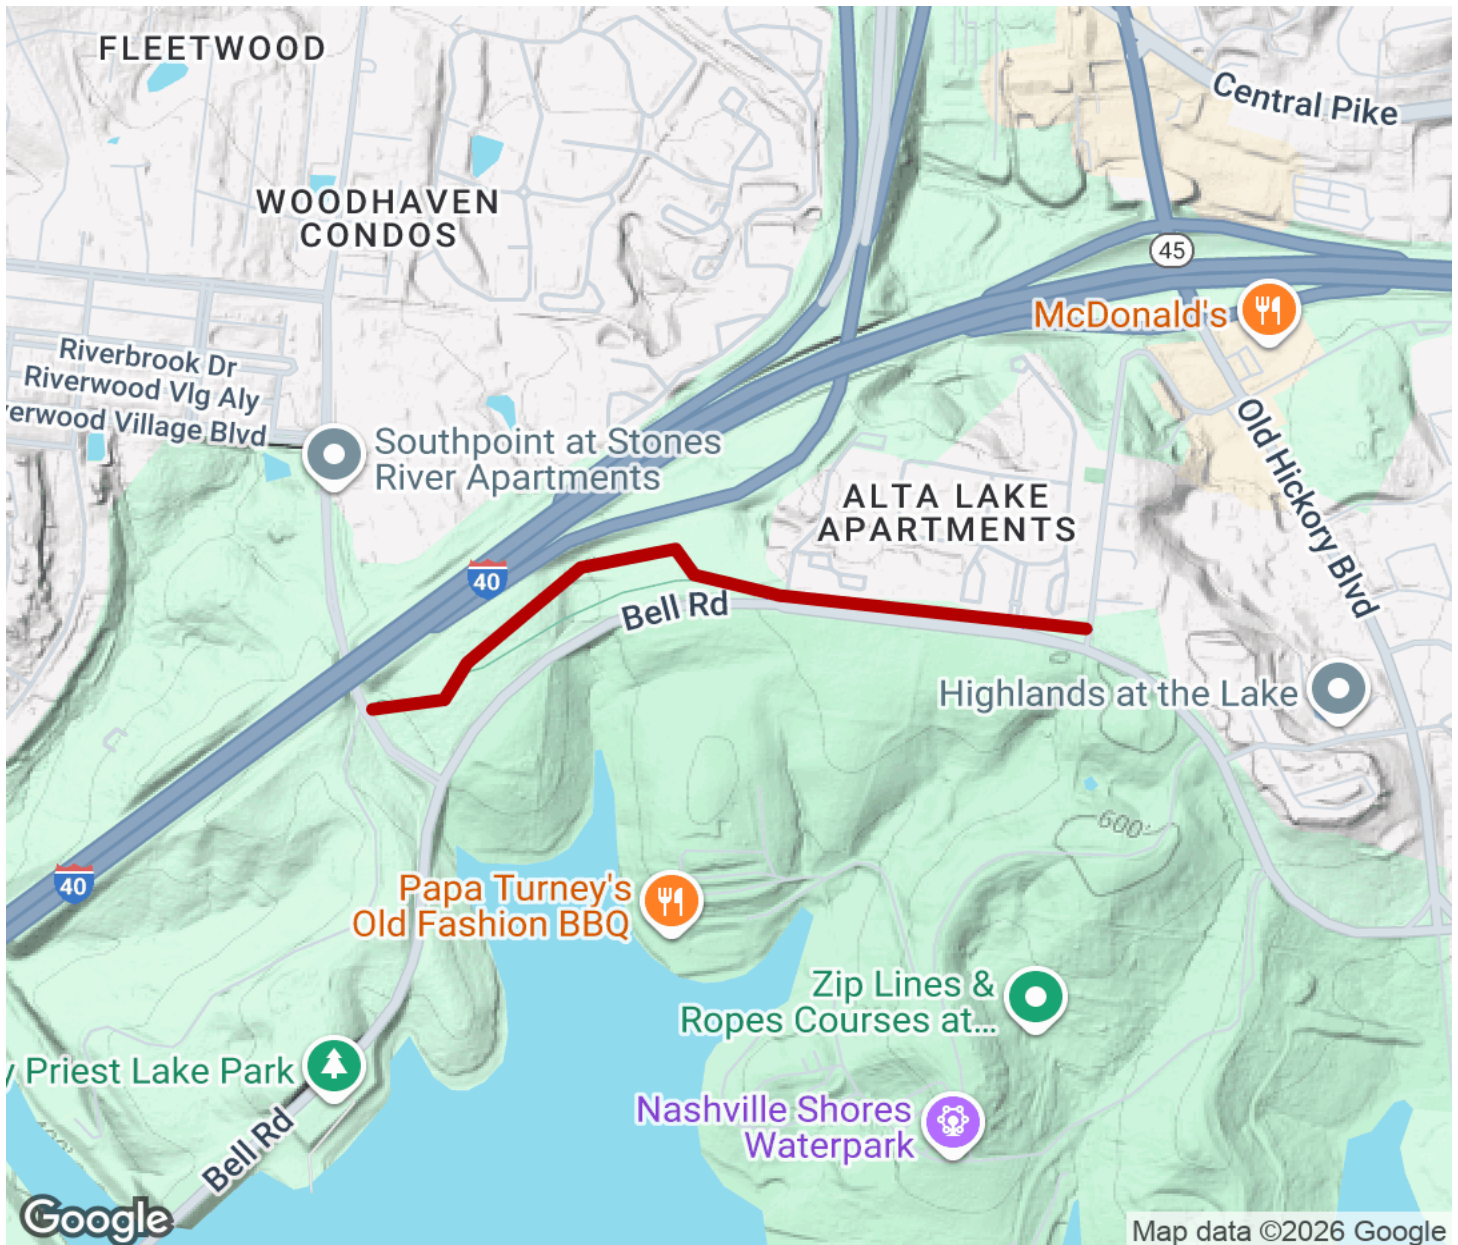 FLEETWOOD
Central Pike
WOODHAVEN
CONDOS
45
McDonald's
Riverbrook Dr
Riverwood Vlg Aly
verwood Village Blvd
Old Hickory Blvd
Southpoint at Stones
River Apartments
ALTA LAKE
APARTMENTS
40
Bell Rd
Highlands at the Lake
600'
40
Papa Turney's
Old Fashion BBQ
Zip Lines &
Ropes Courses at...
y Priest Lake Park
Nashville Shores
Waterpark
Bell Rd
Google
Map data ©2026 Google